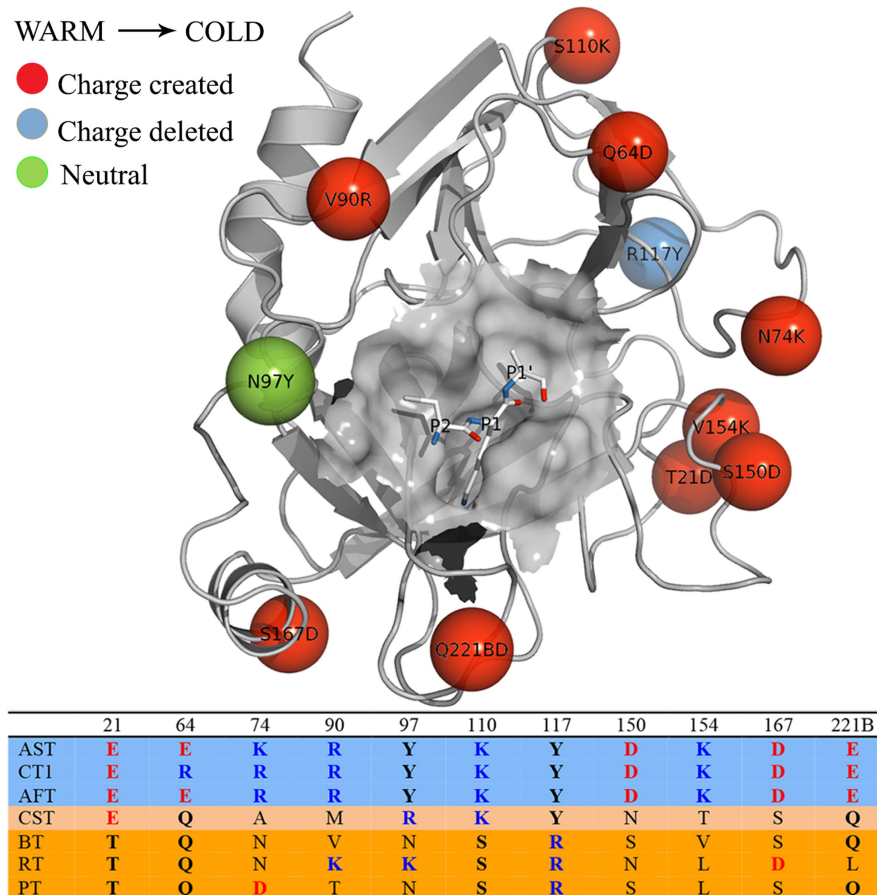 WARM → COLD
Charge created
Charge deleted
Neutral
S110K
Q64D
V90R
R117Y
N74K
N97Y
P1'
P2 P1
V154K
T21D S150D
S167D
Q221BD
21 64 74 90 97 110 117 150 154 167 221B
AST E E K R Y K Y D K D E
CT1 E R R R Y K Y D K D E
AFT E E R R Y K Y D K D E
CST E Q A M R K Y N T S Q
BT T Q N V N S R S V S Q
RT T Q N K K S R S L D L
PT T Q D T N S R S L S Q